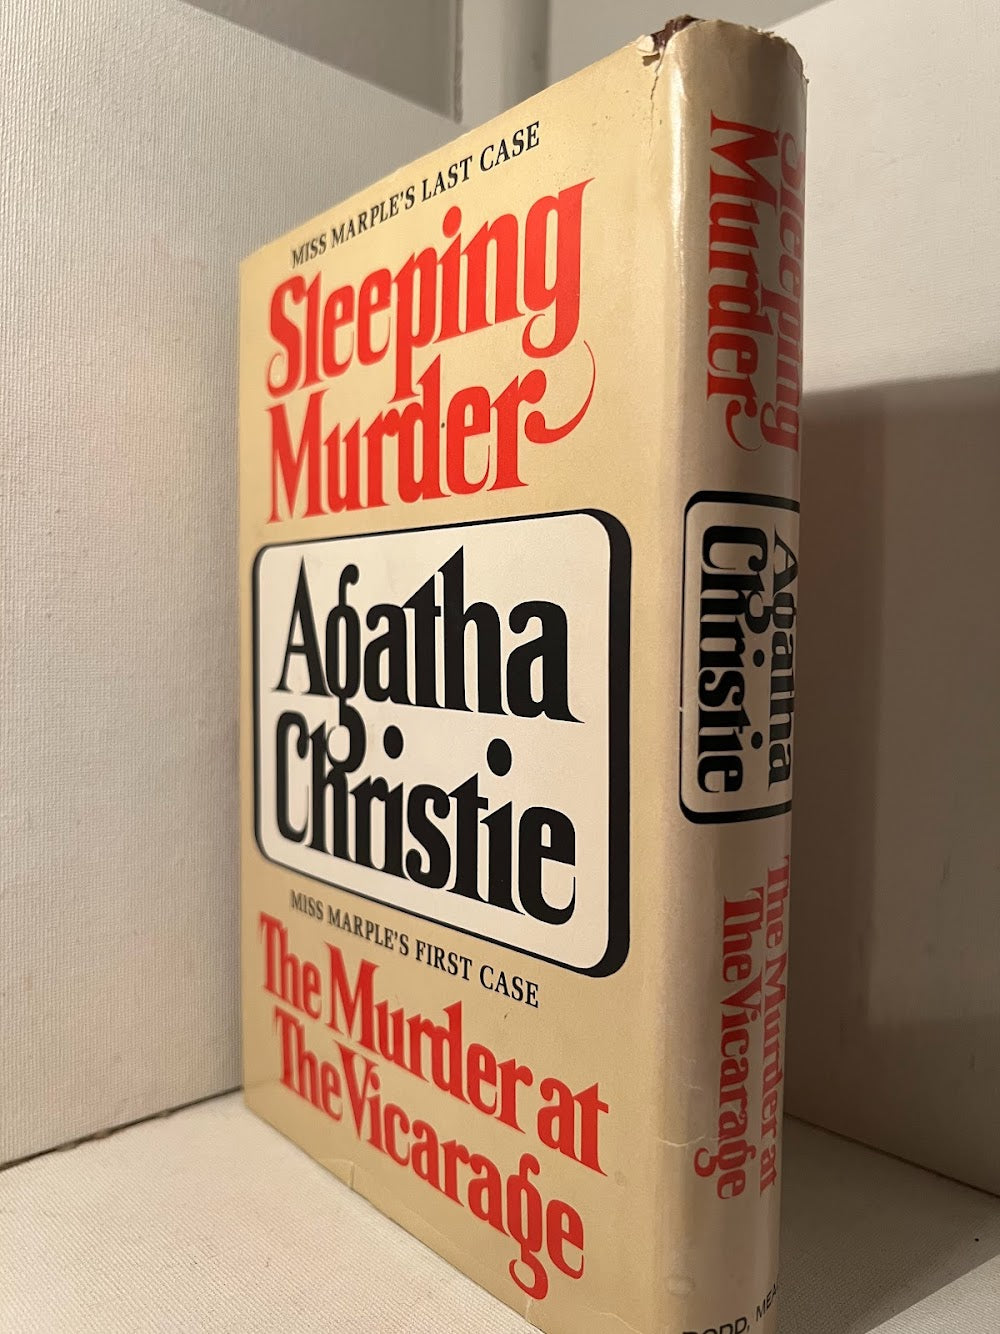 MISS MARPLE'S LAST CASE
Sleeping
Murder
Agatha
Christie
MISS MARPLE'S FIRST CASE
The Murder at
The Vicarage
Sleeping
Murder
Agatha
Christie
The Murder at
The Vicarage
DODD,